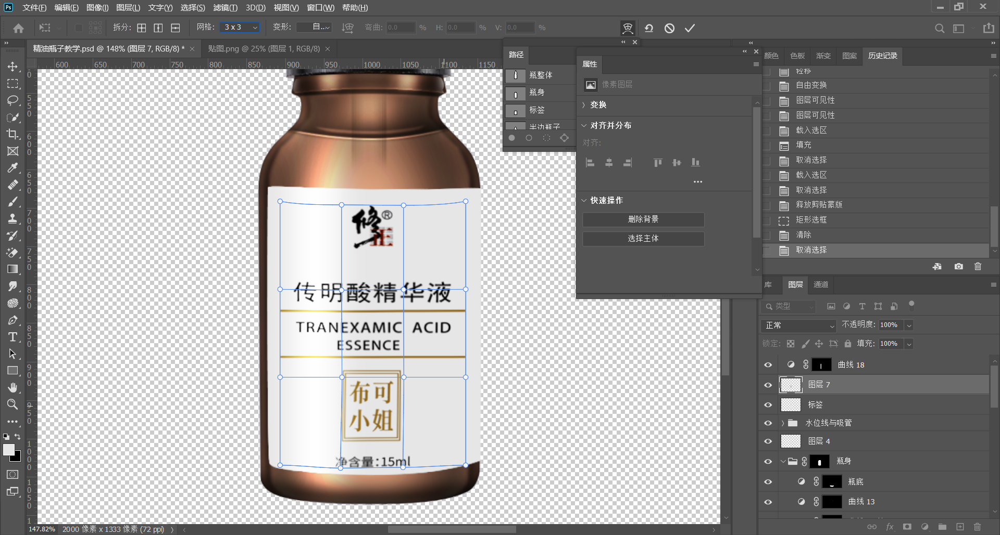 Ps 文件(F) 编辑(E) 图像(I) 图层(L) 文字(Y) 选择(S) 滤镜(T) 3D(D) 视图(V) 窗口(W) 帮助(H)
拆分: 网格: 3 x 3 变形: 自... 弯曲: 0.0 % H: 0.0 % V: 0.0 %
精油瓶子教学.psd @ 148% (图层 7, RGB/8) * × 贴图.png @ 25% (图层 1, RGB/8) ×
600 650 700 750 800 850 900 950 1000 1050 1100 1150
路径
瓶整体
瓶身
标签
半边瓶子
属性
像素图层
变换
对齐并分布
对齐:
快速操作
删除背景
选择主体
颜色 色板 渐变 图案 历史记录
自由变换
图层可见性
图层可见性
载入选区
填充
取消选择
载入选区
取消选择
释放剪贴蒙版
矩形选框
清除
取消选择
库 图层 通道
类型
正常 不透明度: 100%
锁定: 填充: 100%
曲线 18
图层 7
标签
水位线与吸管
图层 4
瓶身
瓶底
曲线 13
修®
正
传明酸精华液
TRANEXAMIC ACID
ESSENCE
布可
小姐
净含量:15ml
147.82% 2000 像素 x 1333 像素 (72 ppi)